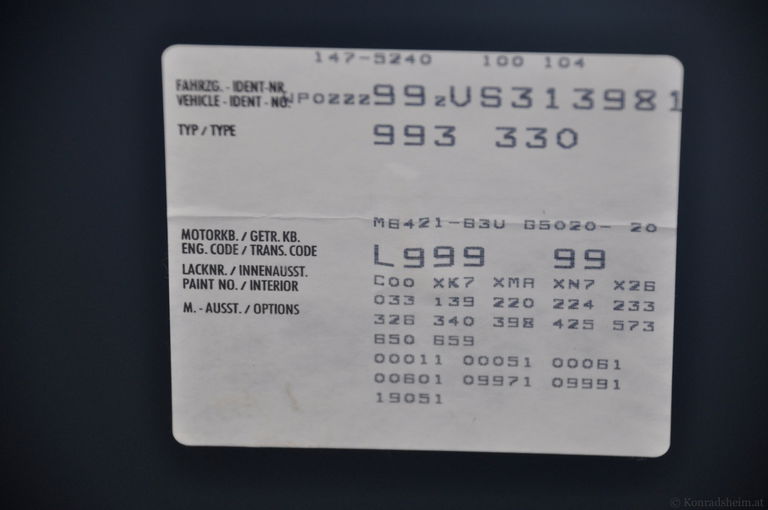 147-5240 100 104
FAHRZG. - IDENT-NR.
VEHICLE - IDENT - NO. WP0ZZZ99ZVS313981
TYP / TYPE 993 330
M6421-63U G5020- 20
MOTORKB. / GETR. KB.
ENG. CODE / TRANS. CODE L999 99
LACKNR. / INNENAUSST. C00 XK7 XMA XN7 X26
PAINT NO. / INTERIOR 033 139 220 224 233
M. - AUSST. / OPTIONS 326 340 398 425 573
650 659
00011 00051 00061
00601 09971 09991
19051
© Konradsheim.at